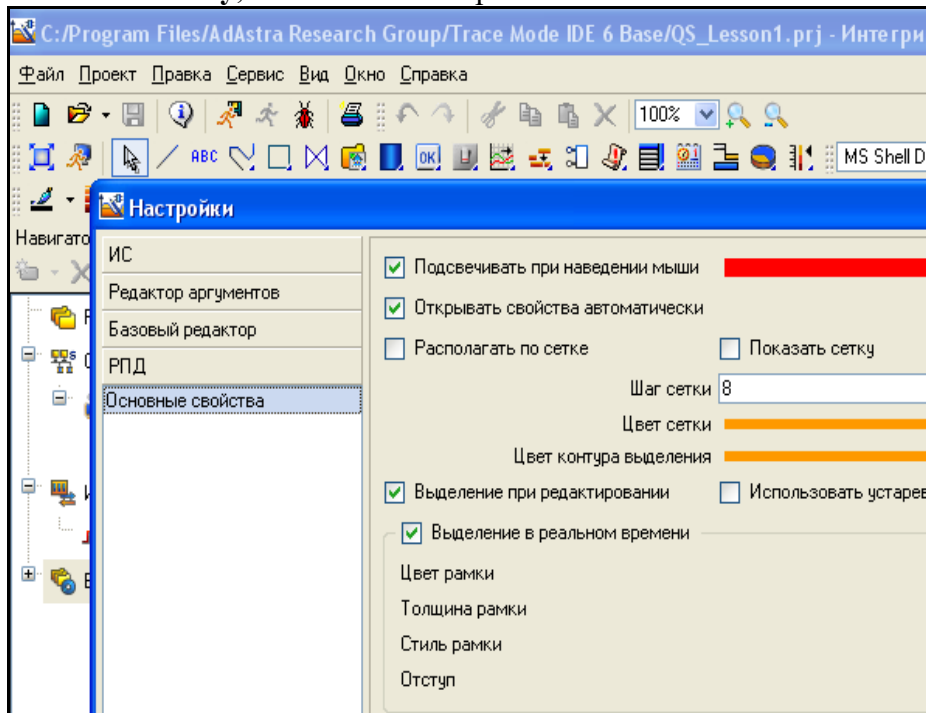 C:/Program Files/AdAstra Research Group/Trace Mode IDE 6 Base/QS_Lesson1.prj - Интегри
Файл Проект Правка Сервис Вид Окно Справка
100%
ABC OK MS Shell D
Настройки
Навигато
ИС
Редактор аргументов
Базовый редактор
РПД
Основные свойства
Подсвечивать при наведении мыши
Открывать свойства автоматически
Располагать по сетке Показать сетку
Шаг сетки 8
Цвет сетки
Цвет контура выделения
Выделение при редактировании Использовать устарев
Выделение в реальном времени
Цвет рамки
Толщина рамки
Стиль рамки
Отступ